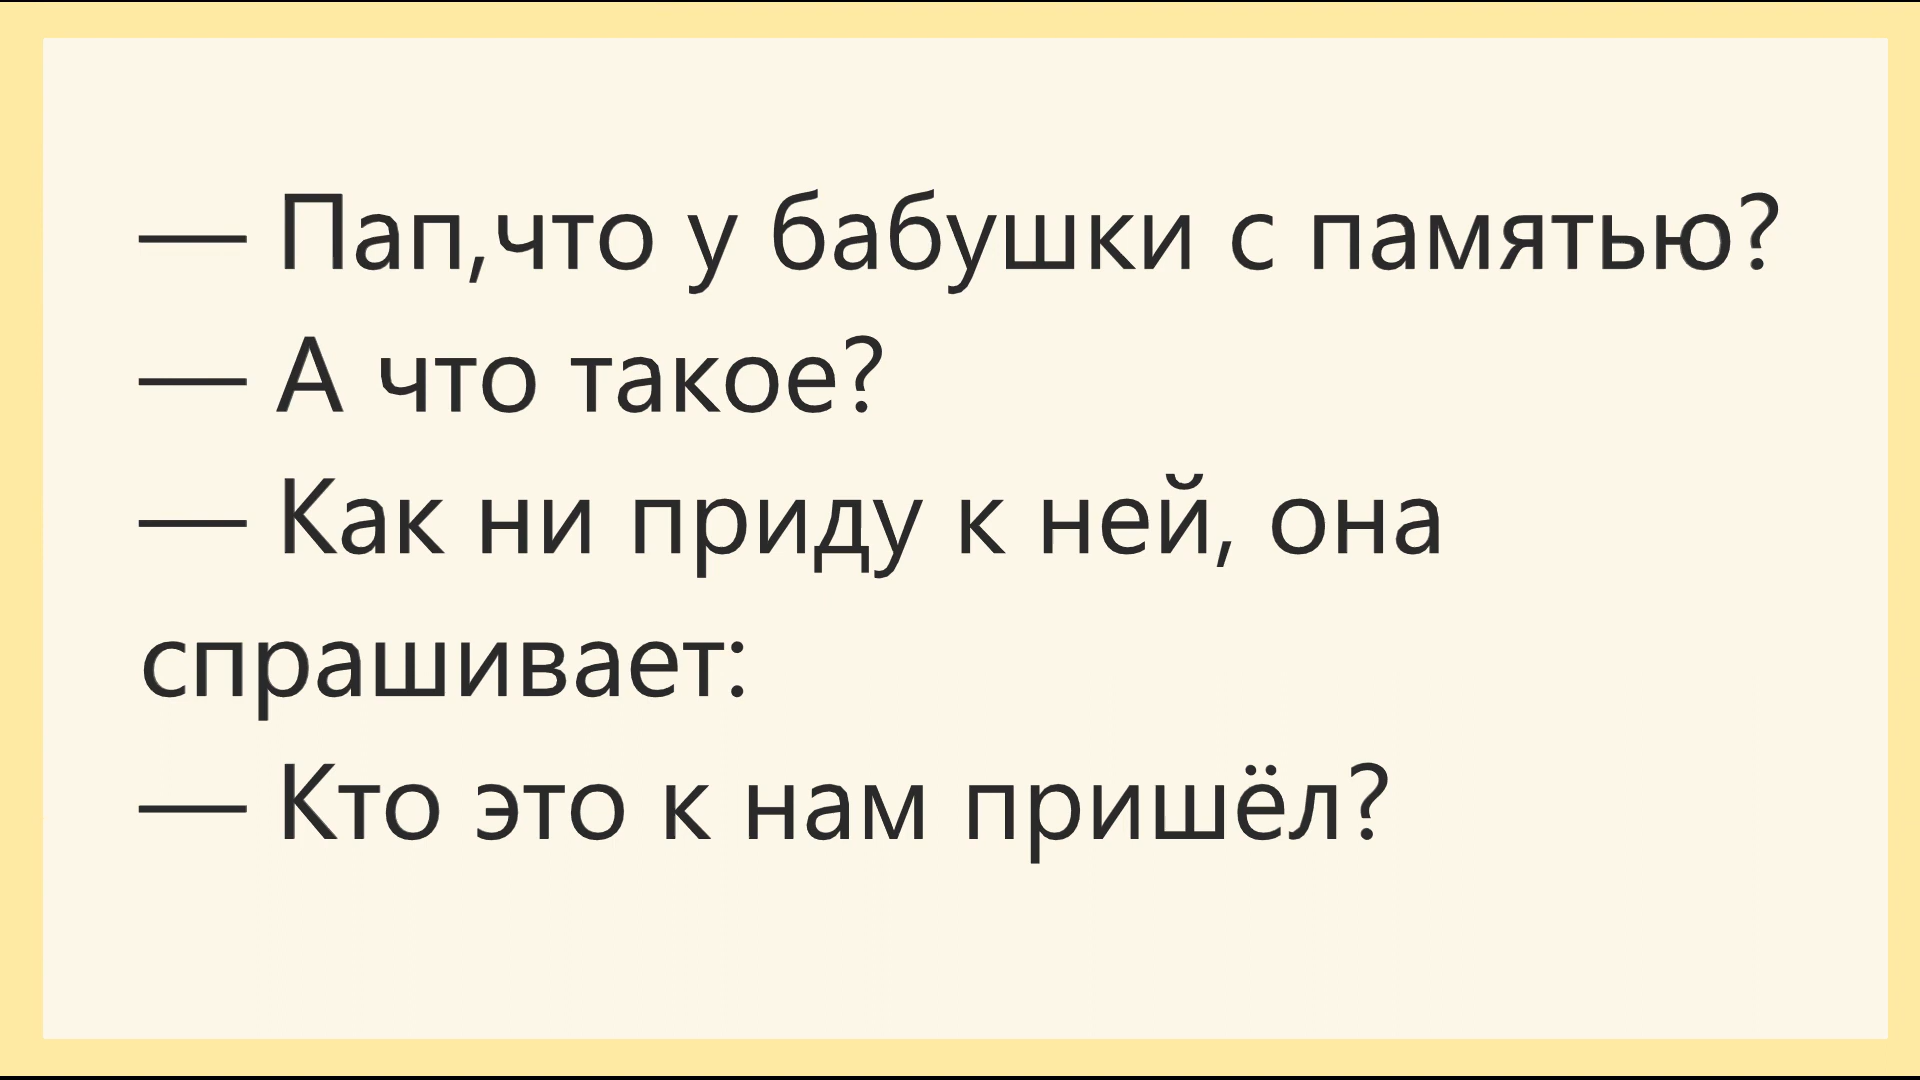 — Пап,что у бабушки с памятью?
— А что такое?
— Как ни приду к ней, она
спрашивает:
— Кто это к нам пришёл?